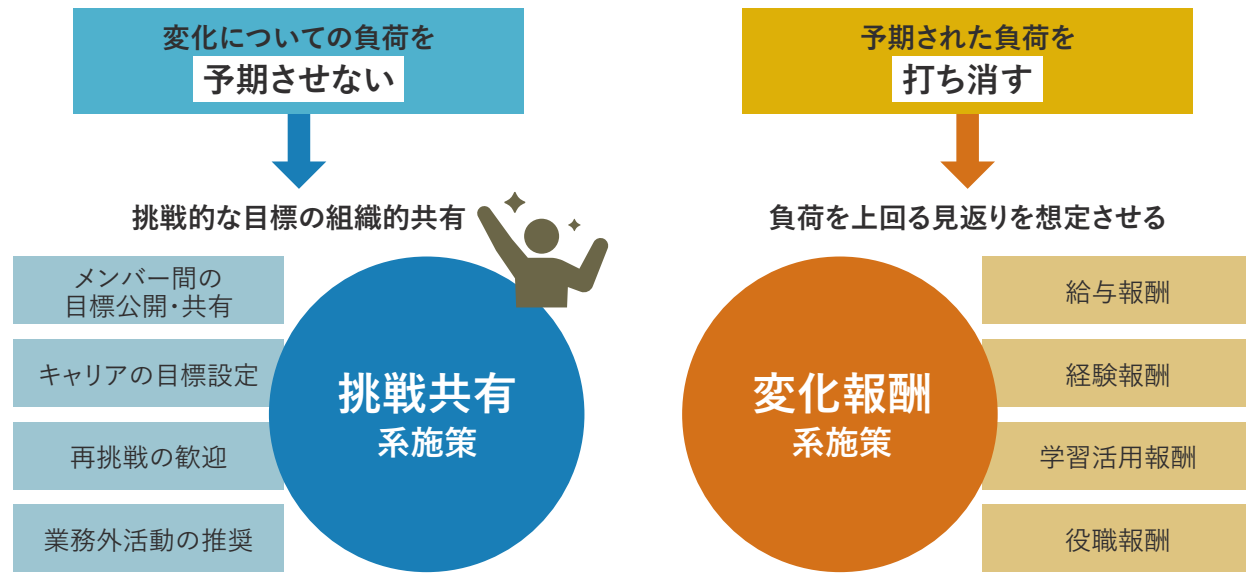 変化についての負荷を
予期させない
挑戦的な目標の組織的共有
メンバー間の
目標公開・共有
キャリアの目標設定
再挑戦の歓迎
業務外活動の推奨
挑戦共有
系施策
予期された負荷を
打ち消す
負荷を上回る見返りを想定させる
変化報酬
系施策
給与報酬
経験報酬
学習活用報酬
役職報酬